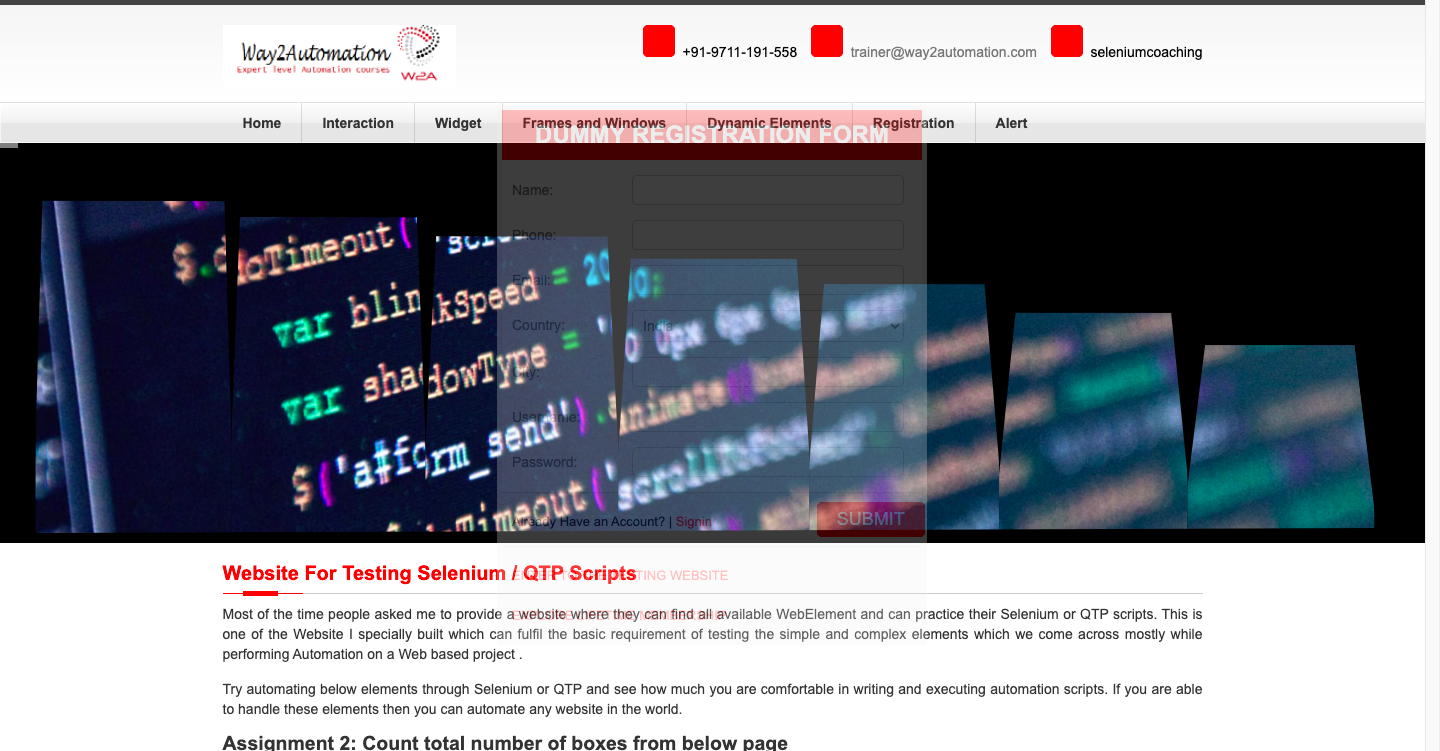 Way2Automation
Expert level Automation courses
W2A
+91-9711-191-558
trainer@way2automation.com
seleniumcoaching
Home
Interaction
Widget
Frames and Windows
Dynamic Elements
Registration
Alert
DUMMY REGISTRATION FORM
Name:
Phone:
Email:
Country:
India
City:
Username:
Password:
Already Have an Account? | Signin
SUBMIT
var
var
Website For Testing Selenium / QTP Scripts
ENTER TO THE TESTING WEBSITE
Most of the time people asked me to provide a website where they can find all available WebElement and can practice their Selenium or QTP scripts. This is
one of the Website I specially built which can fulfil the basic requirement of testing the simple and complex elements which we come across mostly while
performing Automation on a Web based project .
Try automating below elements through Selenium or QTP and see how much you are comfortable in writing and executing automation scripts. If you are able
to handle these elements then you can automate any website in the world.
Assignment 2: Count total number of boxes from below page